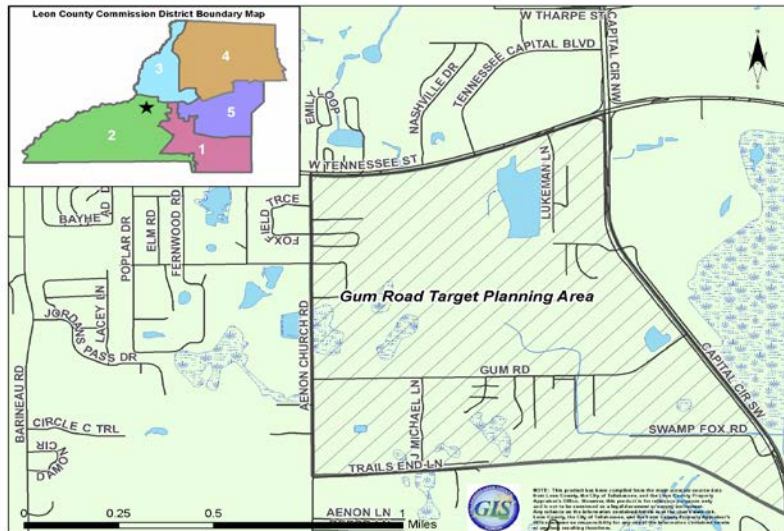 Leon County Commission District Boundary Map
3
4
5
2
1
W THARPE ST
CAPITAL CIR NW
TENNESSEE CAPITAL BLVD
NASHVILLE DR
EMILY LOOP
W TENNESSEE ST
LUKEMAN LN
BAYHE
AD D
POPLAR DR
ELM RD
FERNWOOD RD
FIELD TRCE
FOX
Gum Road Target Planning Area
JORDANS PASS DR
LACEY LN
AENON CHURCH RD
BARINEAU RD
GUM RD
CAPITAL CIR SW
J MICHAEL LN
CIRCLE C TRL
SWAMP FOX RD
CIR
DAMON
TRAILS END LN
AENON LN
GIS
0
0.25
0.5
1
Miles